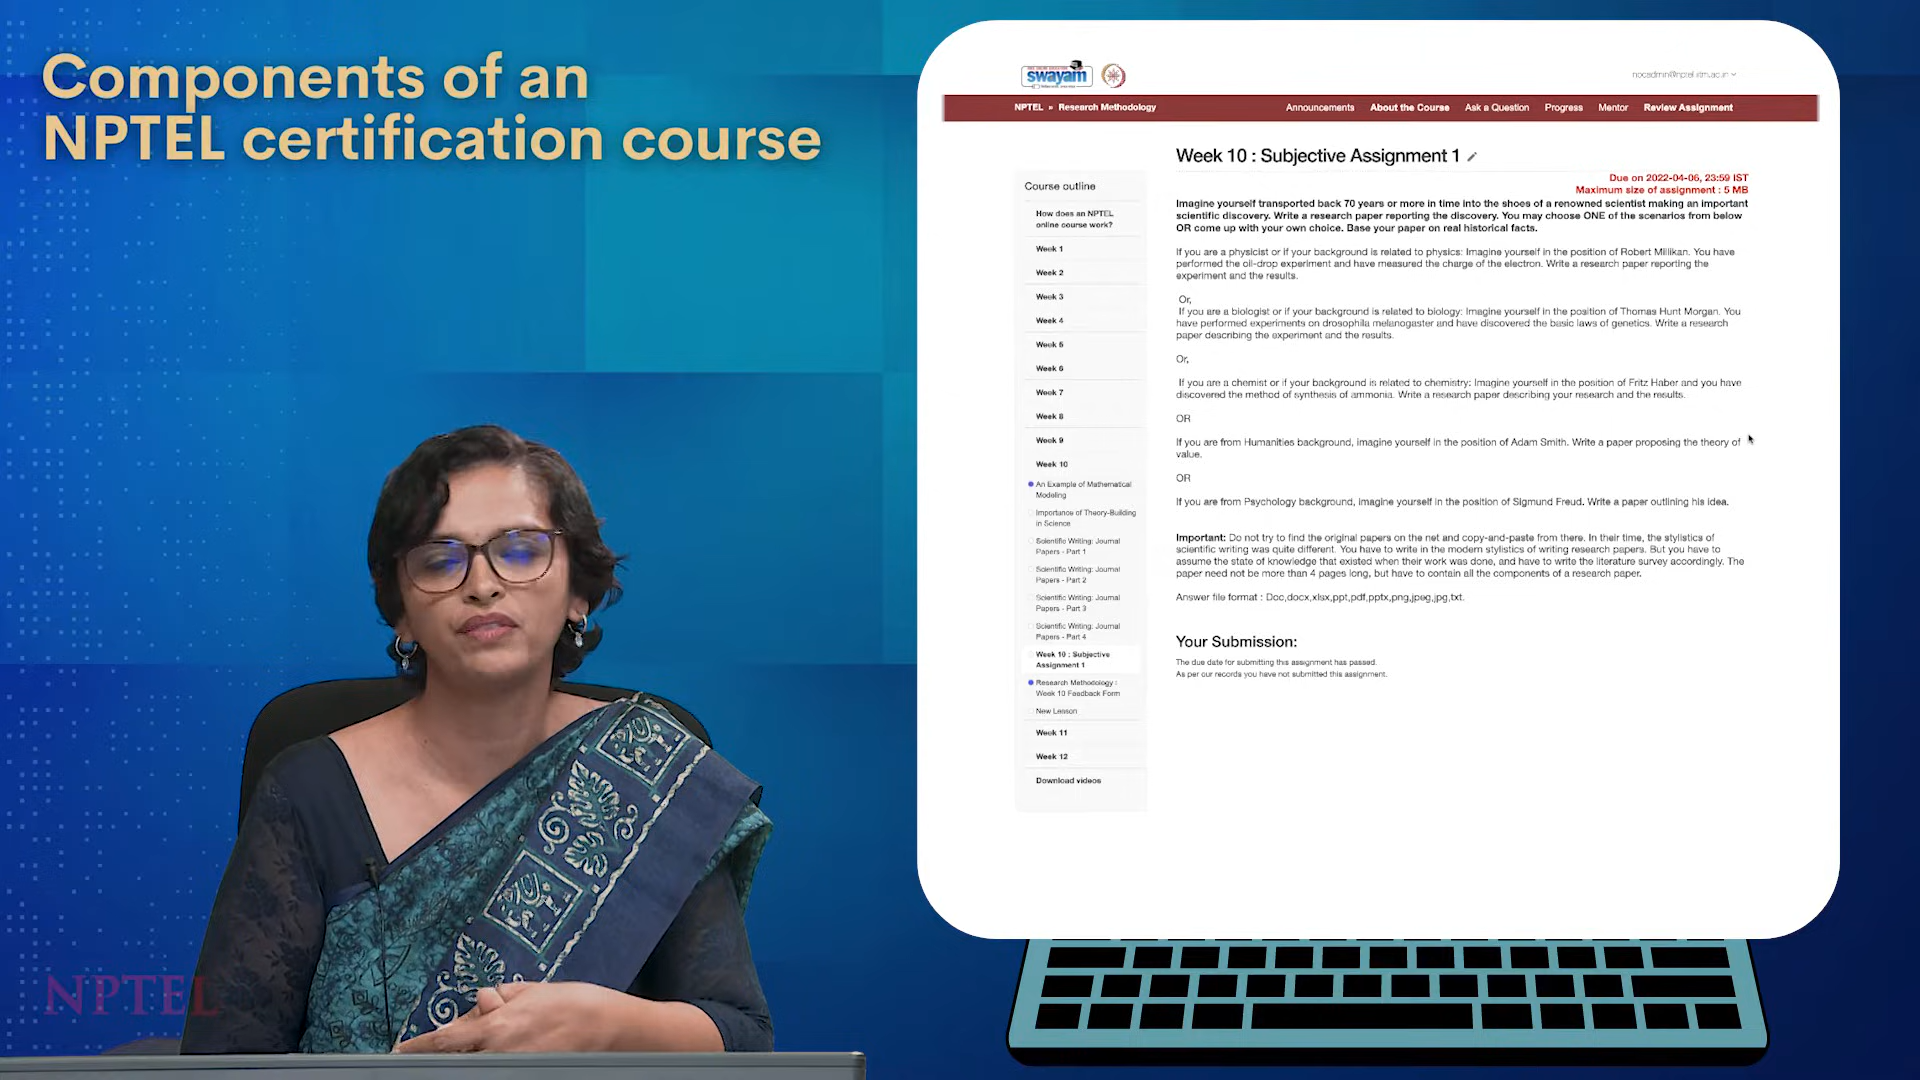 Components of an
NPTEL certification course
swayam
nocadmin@nptel.iitm.ac.in
NPTEL » Research Methodology
Announcements About the Course Ask a Question Progress Mentor Review Assignment
Week 10 : Subjective Assignment 1
Due on 2022-04-06, 23:59 IST
Maximum size of assignment : 5 MB
Course outline
How does an NPTEL
online course work?
Week 1
Week 2
Week 3
Week 4
Week 5
Week 6
Week 7
Week 8
Week 9
Week 10
An Example of Mathematical
Modeling
Importance of Theory-Building
in Science
Scientific Writing: Journal
Papers - Part 1
Scientific Writing: Journal
Papers - Part 2
Scientific Writing: Journal
Papers - Part 3
Scientific Writing: Journal
Papers - Part 4
Week 10 : Subjective
Assignment 1
Research Methodology :
Week 10 Feedback Form
New Lesson
Week 11
Week 12
Download videos
Imagine yourself transported back 70 years or more in time into the shoes of a renowned scientist making an important
scientific discovery. Write a research paper reporting the discovery. You may choose ONE of the scenarios from below
OR come up with your own choice. Base your paper on real historical facts.
If you are a physicist or if your background is related to physics: Imagine yourself in the position of Robert Millikan. You have
performed the oil-drop experiment and have measured the charge of the electron. Write a research paper reporting the
experiment and the results.
Or,
If you are a biologist or if your background is related to biology: Imagine yourself in the position of Thomas Hunt Morgan. You
have performed experiments on drosophila melanogaster and have discovered the basic laws of genetics. Write a research
paper describing the experiment and the results.
Or,
If you are a chemist or if your background is related to chemistry: Imagine yourself in the position of Fritz Haber and you have
discovered the method of synthesis of ammonia. Write a research paper describing your research and the results.
OR
If you are from Humanities background, imagine yourself in the position of Adam Smith. Write a paper proposing the theory of
value.
OR
If you are from Psychology background, imagine yourself in the position of Sigmund Freud. Write a paper outlining his idea.
Important: Do not try to find the original papers on the net and copy-and-paste from there. In their time, the stylistics of
scientific writing was quite different. You have to write in the modern stylistics of writing research papers. But you have to
assume the state of knowledge that existed when their work was done, and have to write the literature survey accordingly. The
paper need not be more than 4 pages long, but have to contain all the components of a research paper.
Answer file format : Doc,docx,xlsx,ppt,pdf,pptx,png,jpeg,jpg,txt.
Your Submission:
The due date for submitting this assignment has passed.
As per our records you have not submitted this assignment.
NPTEL